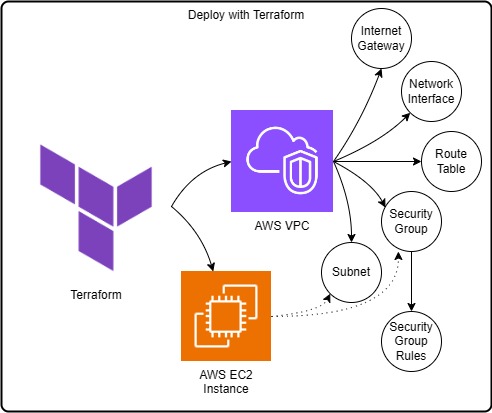 Deploy with Terraform
Internet
Gateway
Network
Interface
Route
Table
AWS VPC
Security
Group
Subnet
Terraform
Security
Group
Rules
AWS EC2
Instance